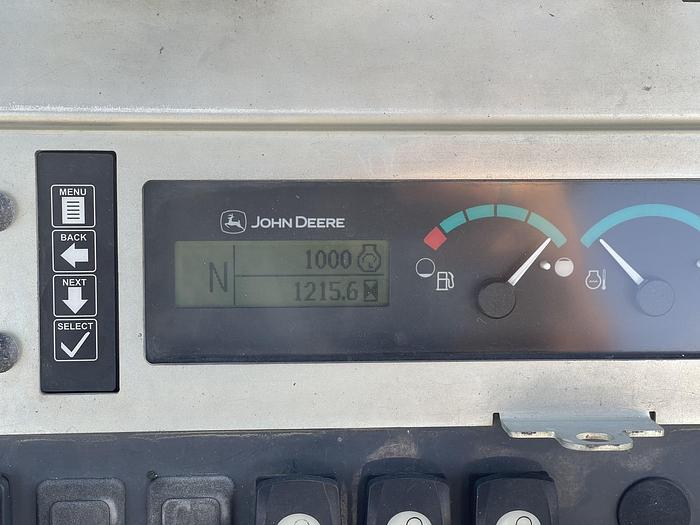 MENU
BACK
NEXT
SELECT
JOHN DEERE
N
1000
1215.6